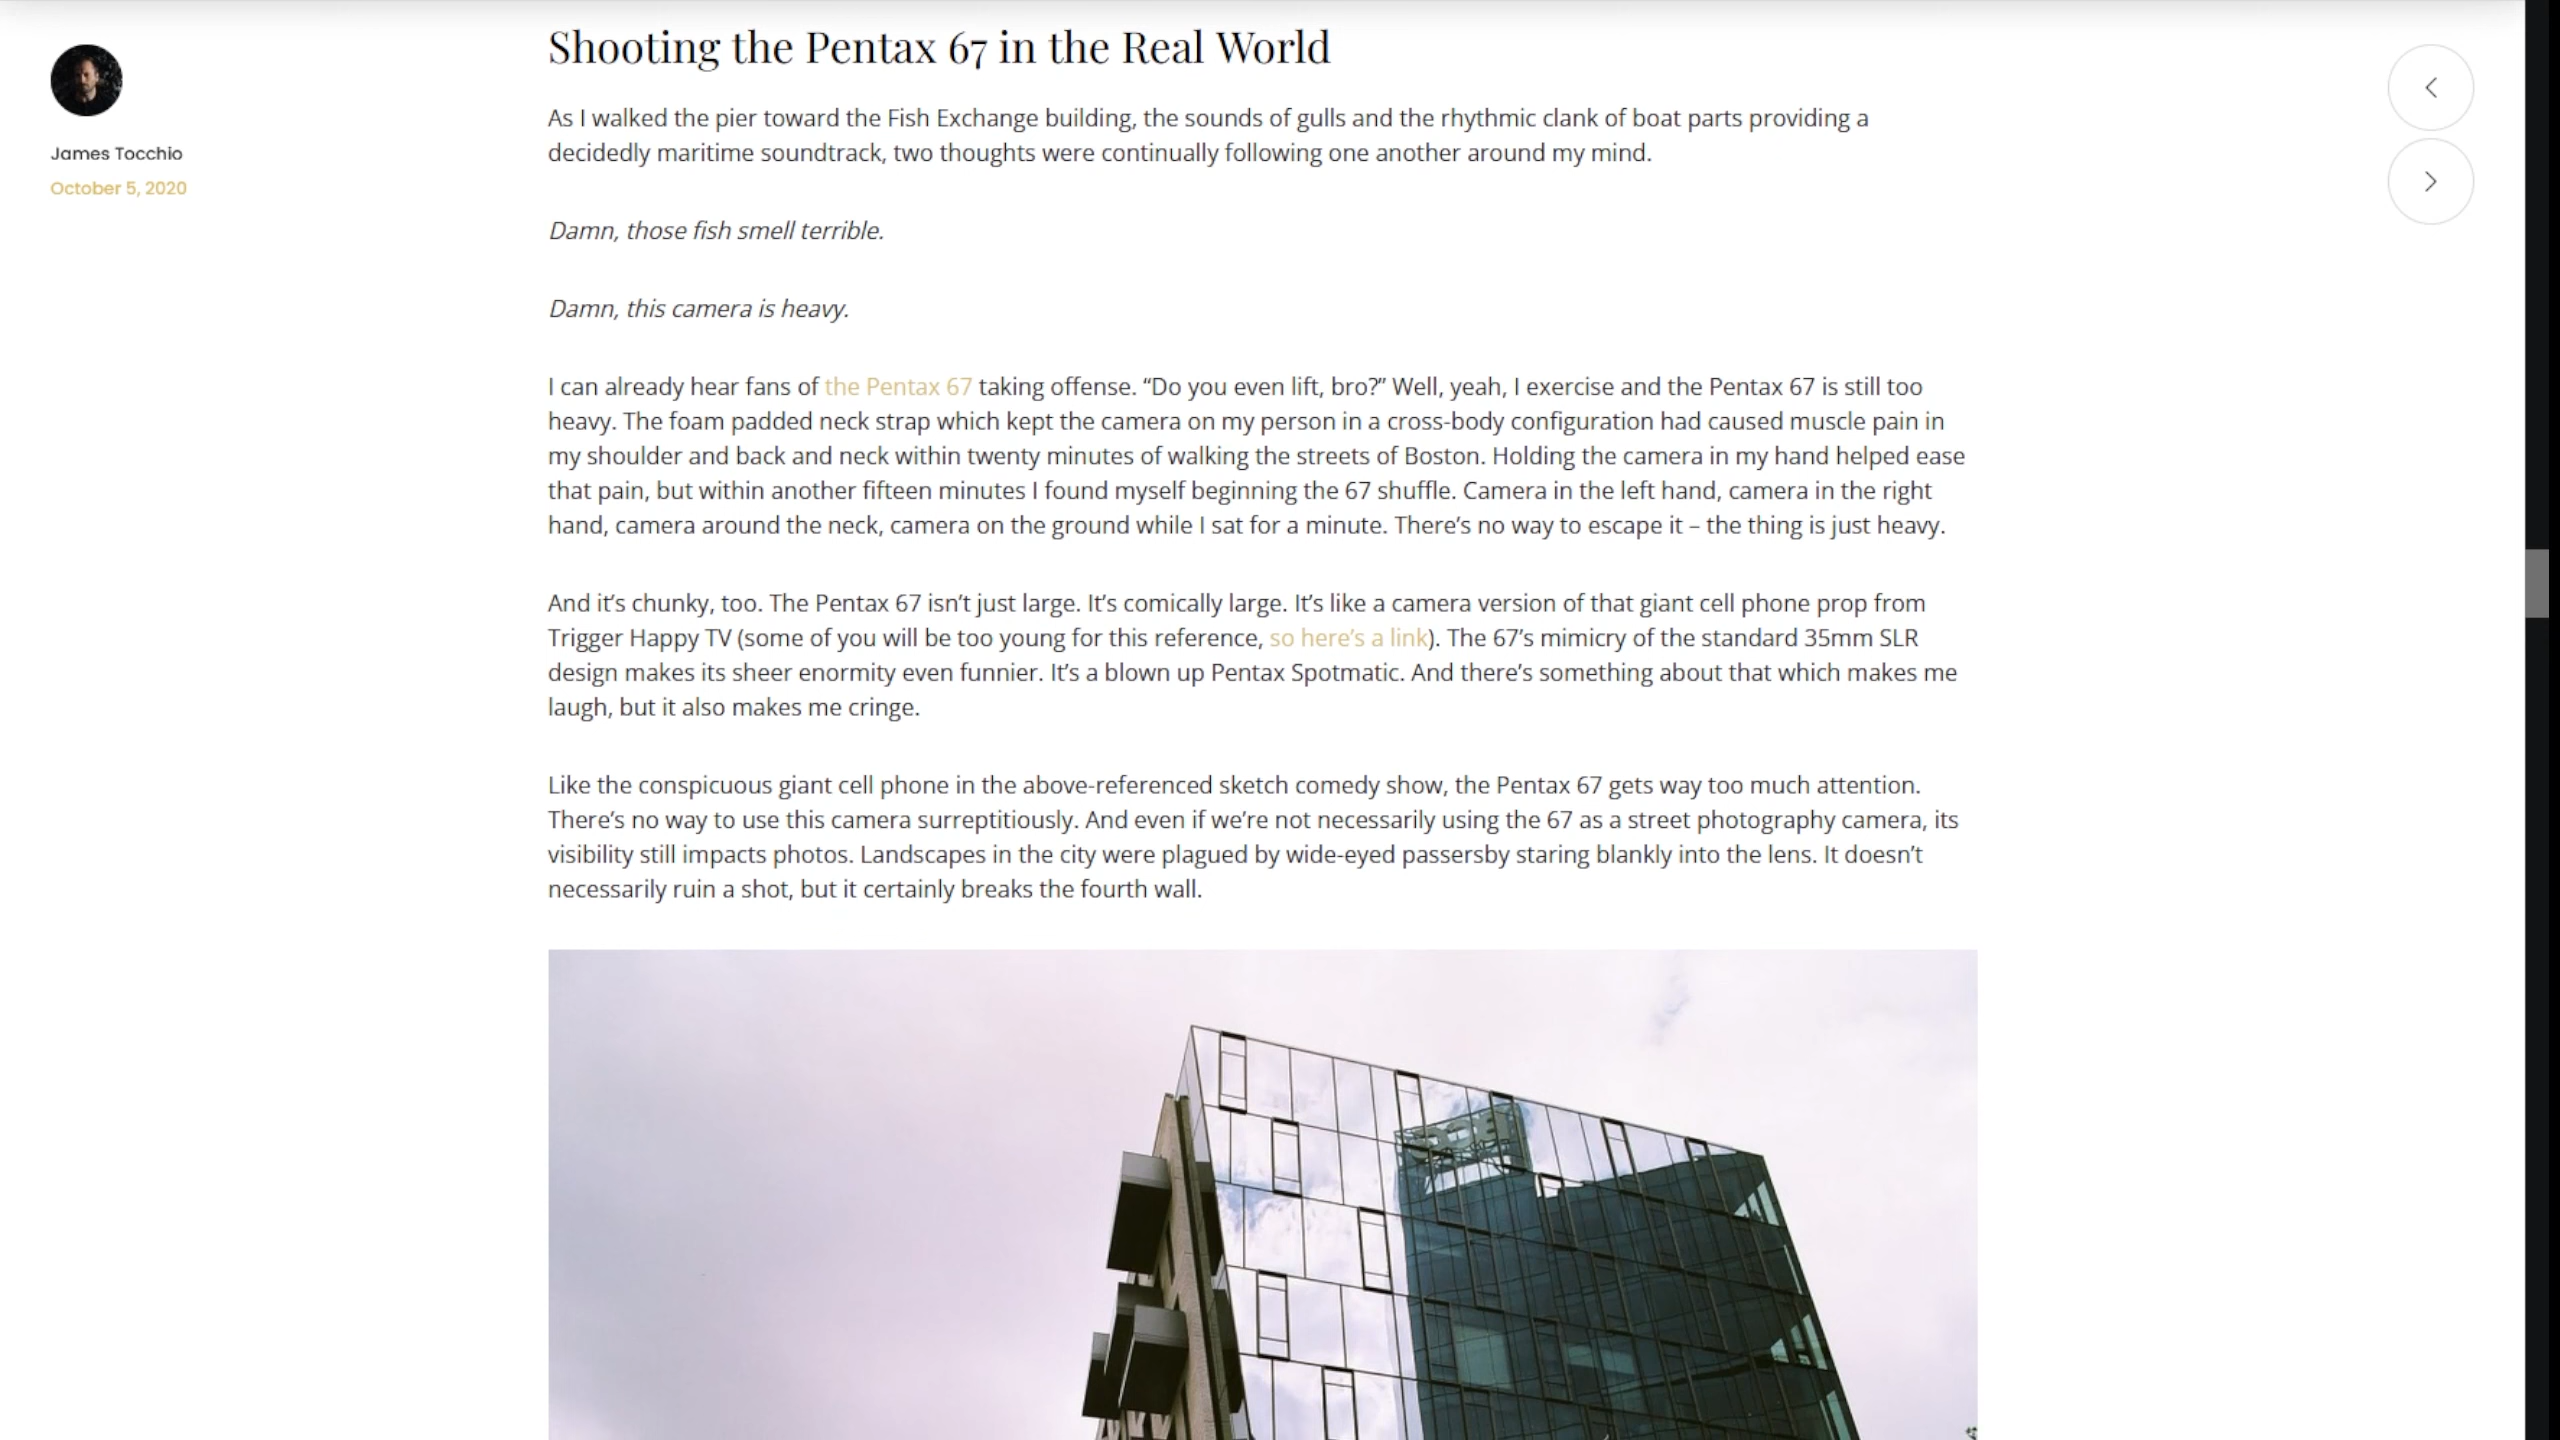 Shooting the Pentax 67 in the Real World
James Tocchio
October 5, 2020
As I walked the pier toward the Fish Exchange building, the sounds of gulls and the rhythmic clank of boat parts providing a
decidedly maritime soundtrack, two thoughts were continually following one another around my mind.
Damn, those fish smell terrible.
Damn, this camera is heavy.
I can already hear fans of the Pentax 67 taking offense. “Do you even lift, bro?” Well, yeah, I exercise and the Pentax 67 is still too
heavy. The foam padded neck strap which kept the camera on my person in a cross-body configuration had caused muscle pain in
my shoulder and back and neck within twenty minutes of walking the streets of Boston. Holding the camera in my hand helped ease
that pain, but within another fifteen minutes I found myself beginning the 67 shuffle. Camera in the left hand, camera in the right
hand, camera around the neck, camera on the ground while I sat for a minute. There’s no way to escape it – the thing is just heavy.
And it’s chunky, too. The Pentax 67 isn’t just large. It’s comically large. It’s like a camera version of that giant cell phone prop from
Trigger Happy TV (some of you will be too young for this reference, so here’s a link). The 67’s mimicry of the standard 35mm SLR
design makes its sheer enormity even funnier. It’s a blown up Pentax Spotmatic. And there’s something about that which makes me
laugh, but it also makes me cringe.
Like the conspicuous giant cell phone in the above-referenced sketch comedy show, the Pentax 67 gets way too much attention.
There’s no way to use this camera surreptitiously. And even if we’re not necessarily using the 67 as a street photography camera, its
visibility still impacts photos. Landscapes in the city were plagued by wide-eyed passersby staring blankly into the lens. It doesn’t
necessarily ruin a shot, but it certainly breaks the fourth wall.